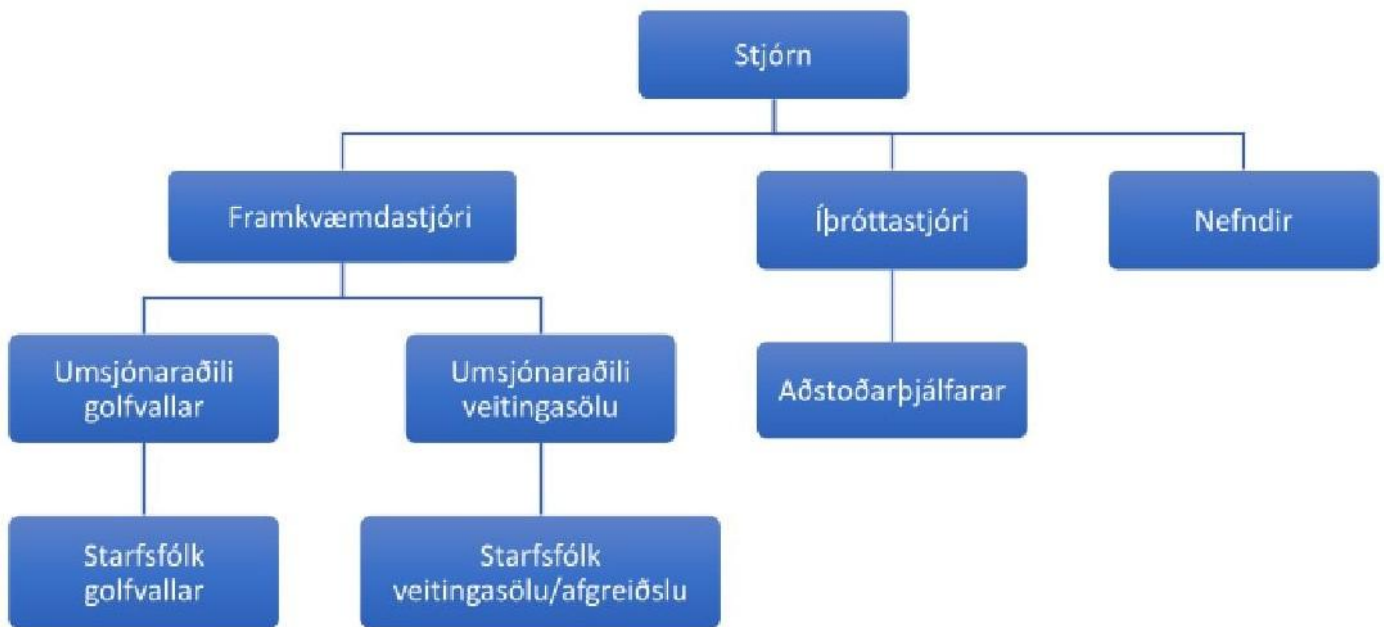 Stjórn
Framkvæmdastjóri
Íþróttastjóri
Nefndir
Umsjónaraðili
golfvallar
Umsjónaraðili
veitingasölu
Aðstoðarþjálfarar
Starfsfólk
golfvallar
Starfsfólk
veitingasölu/afgreiðslu